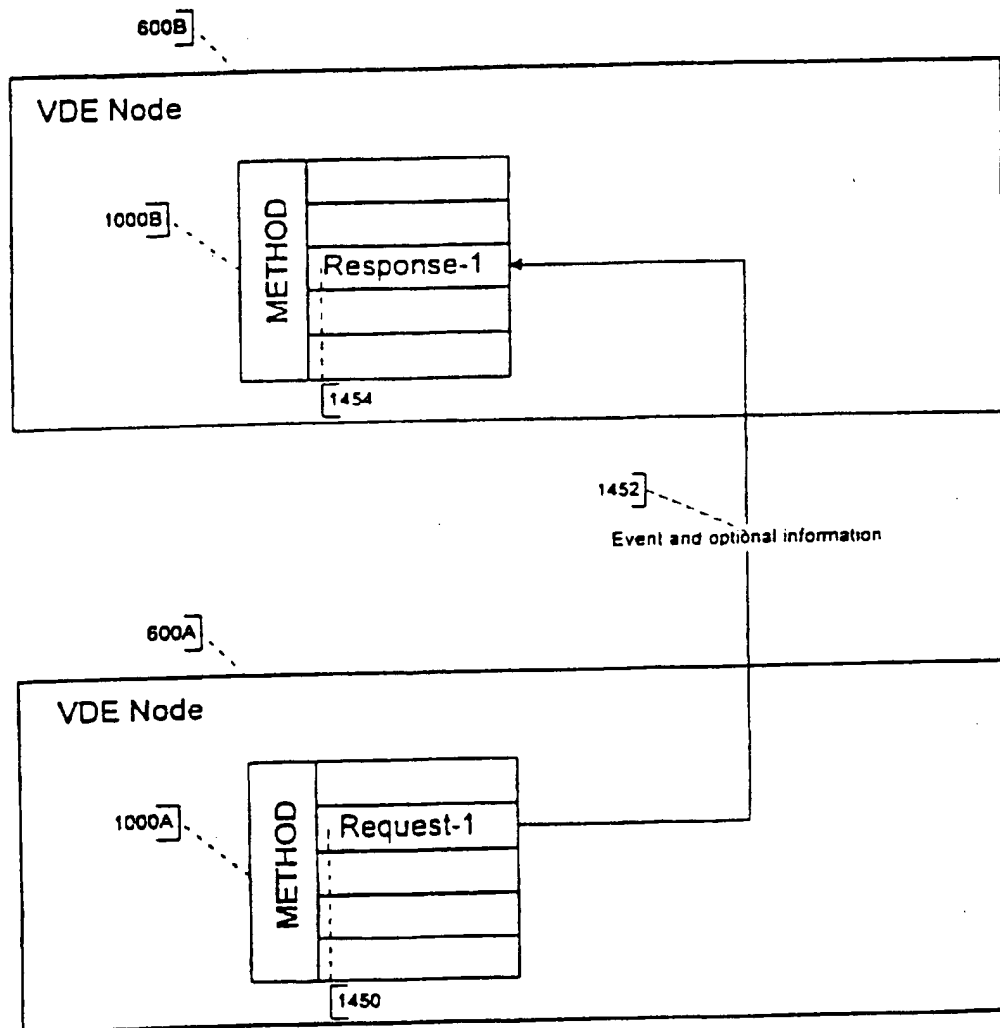 600B
VDE Node
METHOD
1000B
Response-1
1454
1452
Event and optional information
600A
VDE Node
METHOD
1000A
Request-1
1450